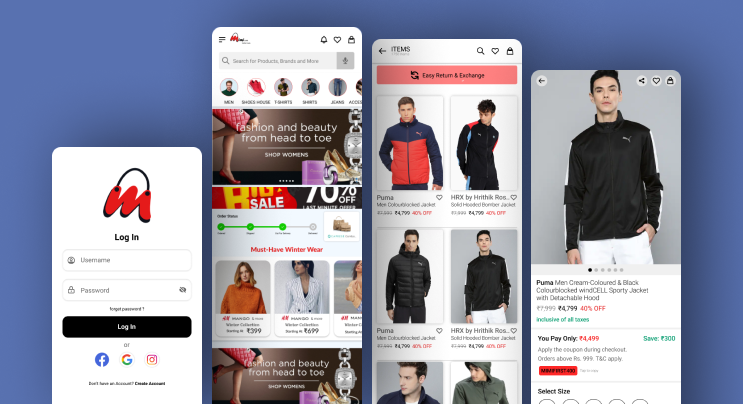 Log In
Username
Password
forgot password ?
Log In
or
Don't have an Account? Create Account
Search for Products, Brands and More
MEN SHOES HOUSE T-SHIRTS SHIRTS JEANS ACCES
fashion and beauty
from head to toe
SHOP WOMENS
BIG SALE
70% OFF
LAST MINUTE OFFER
Order Status
Must-Have Winter Wear
MANGO & more
Winter Collection
Starting At ₹399
MANGO & more
Winter Collection
Starting At ₹399
Winter
Starting
fashion and beauty
from head to toe
SHOP WOMENS
ITEMS
Easy Return & Exchange
Puma
Men Colourblocked Jacket
₹7,999 ₹4,799 40% OFF
HRX by Hrithik Ros..
Solid Hooded Bomber Jacket
₹7,999 ₹4,799 40% OFF
Puma
Men Colourblocked Jacket
₹7,999 ₹4,799 40% OFF
HRX by Hrithik Ros..
Solid Hooded Bomber Jacket
₹7,999 ₹4,799 40% OFF
Puma Men Cream-Coloured & Black
Colourblocked windCELL Sporty Jacket
with Detachable Hood
₹7,999 ₹4,799 40% OFF
inclusive of all taxes
You Pay Only: ₹4,499 Save: ₹300
Apply the coupon during checkout.
Orders above Rs. 999. T&C apply.
MIMIFIRST400
Select Size